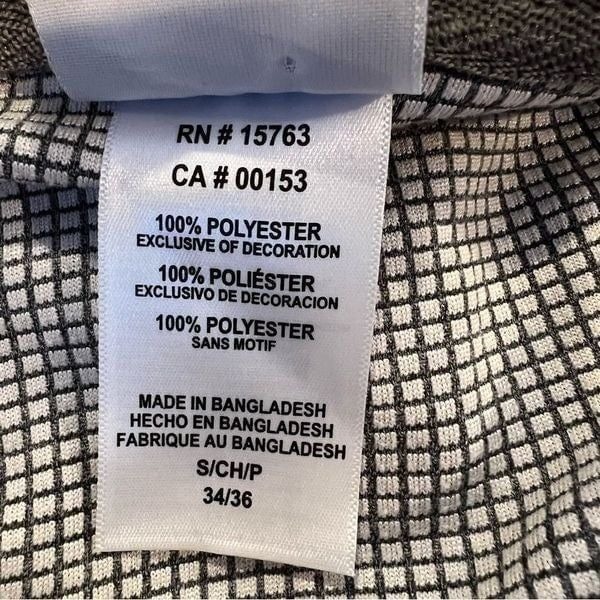 RN # 15763
CA # 00153
100% POLYESTER
EXCLUSIVE OF DECORATION
100% POLIÉSTER
EXCLUSIVO DE DECORACION
100% POLYESTER
SANS MOTIF
MADE IN BANGLADESH
HECHO EN BANGLADESH
FABRIQUE AU BANGLADESH
S/CH/P
34/36